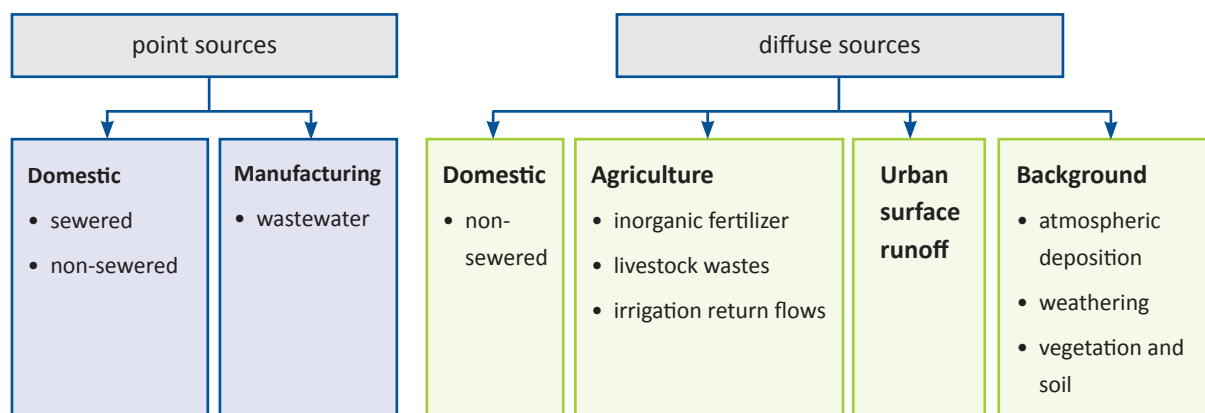 point sources
diffuse sources
Domestic
• sewered
• non-sewered
Manufacturing
• wastewater
Domestic
• non-
sewered
Agriculture
• inorganic fertilizer
• livestock wastes
• irrigation return flows
Urban
surface
runoff
Background
• atmospheric
deposition
• weathering
• vegetation and
soil